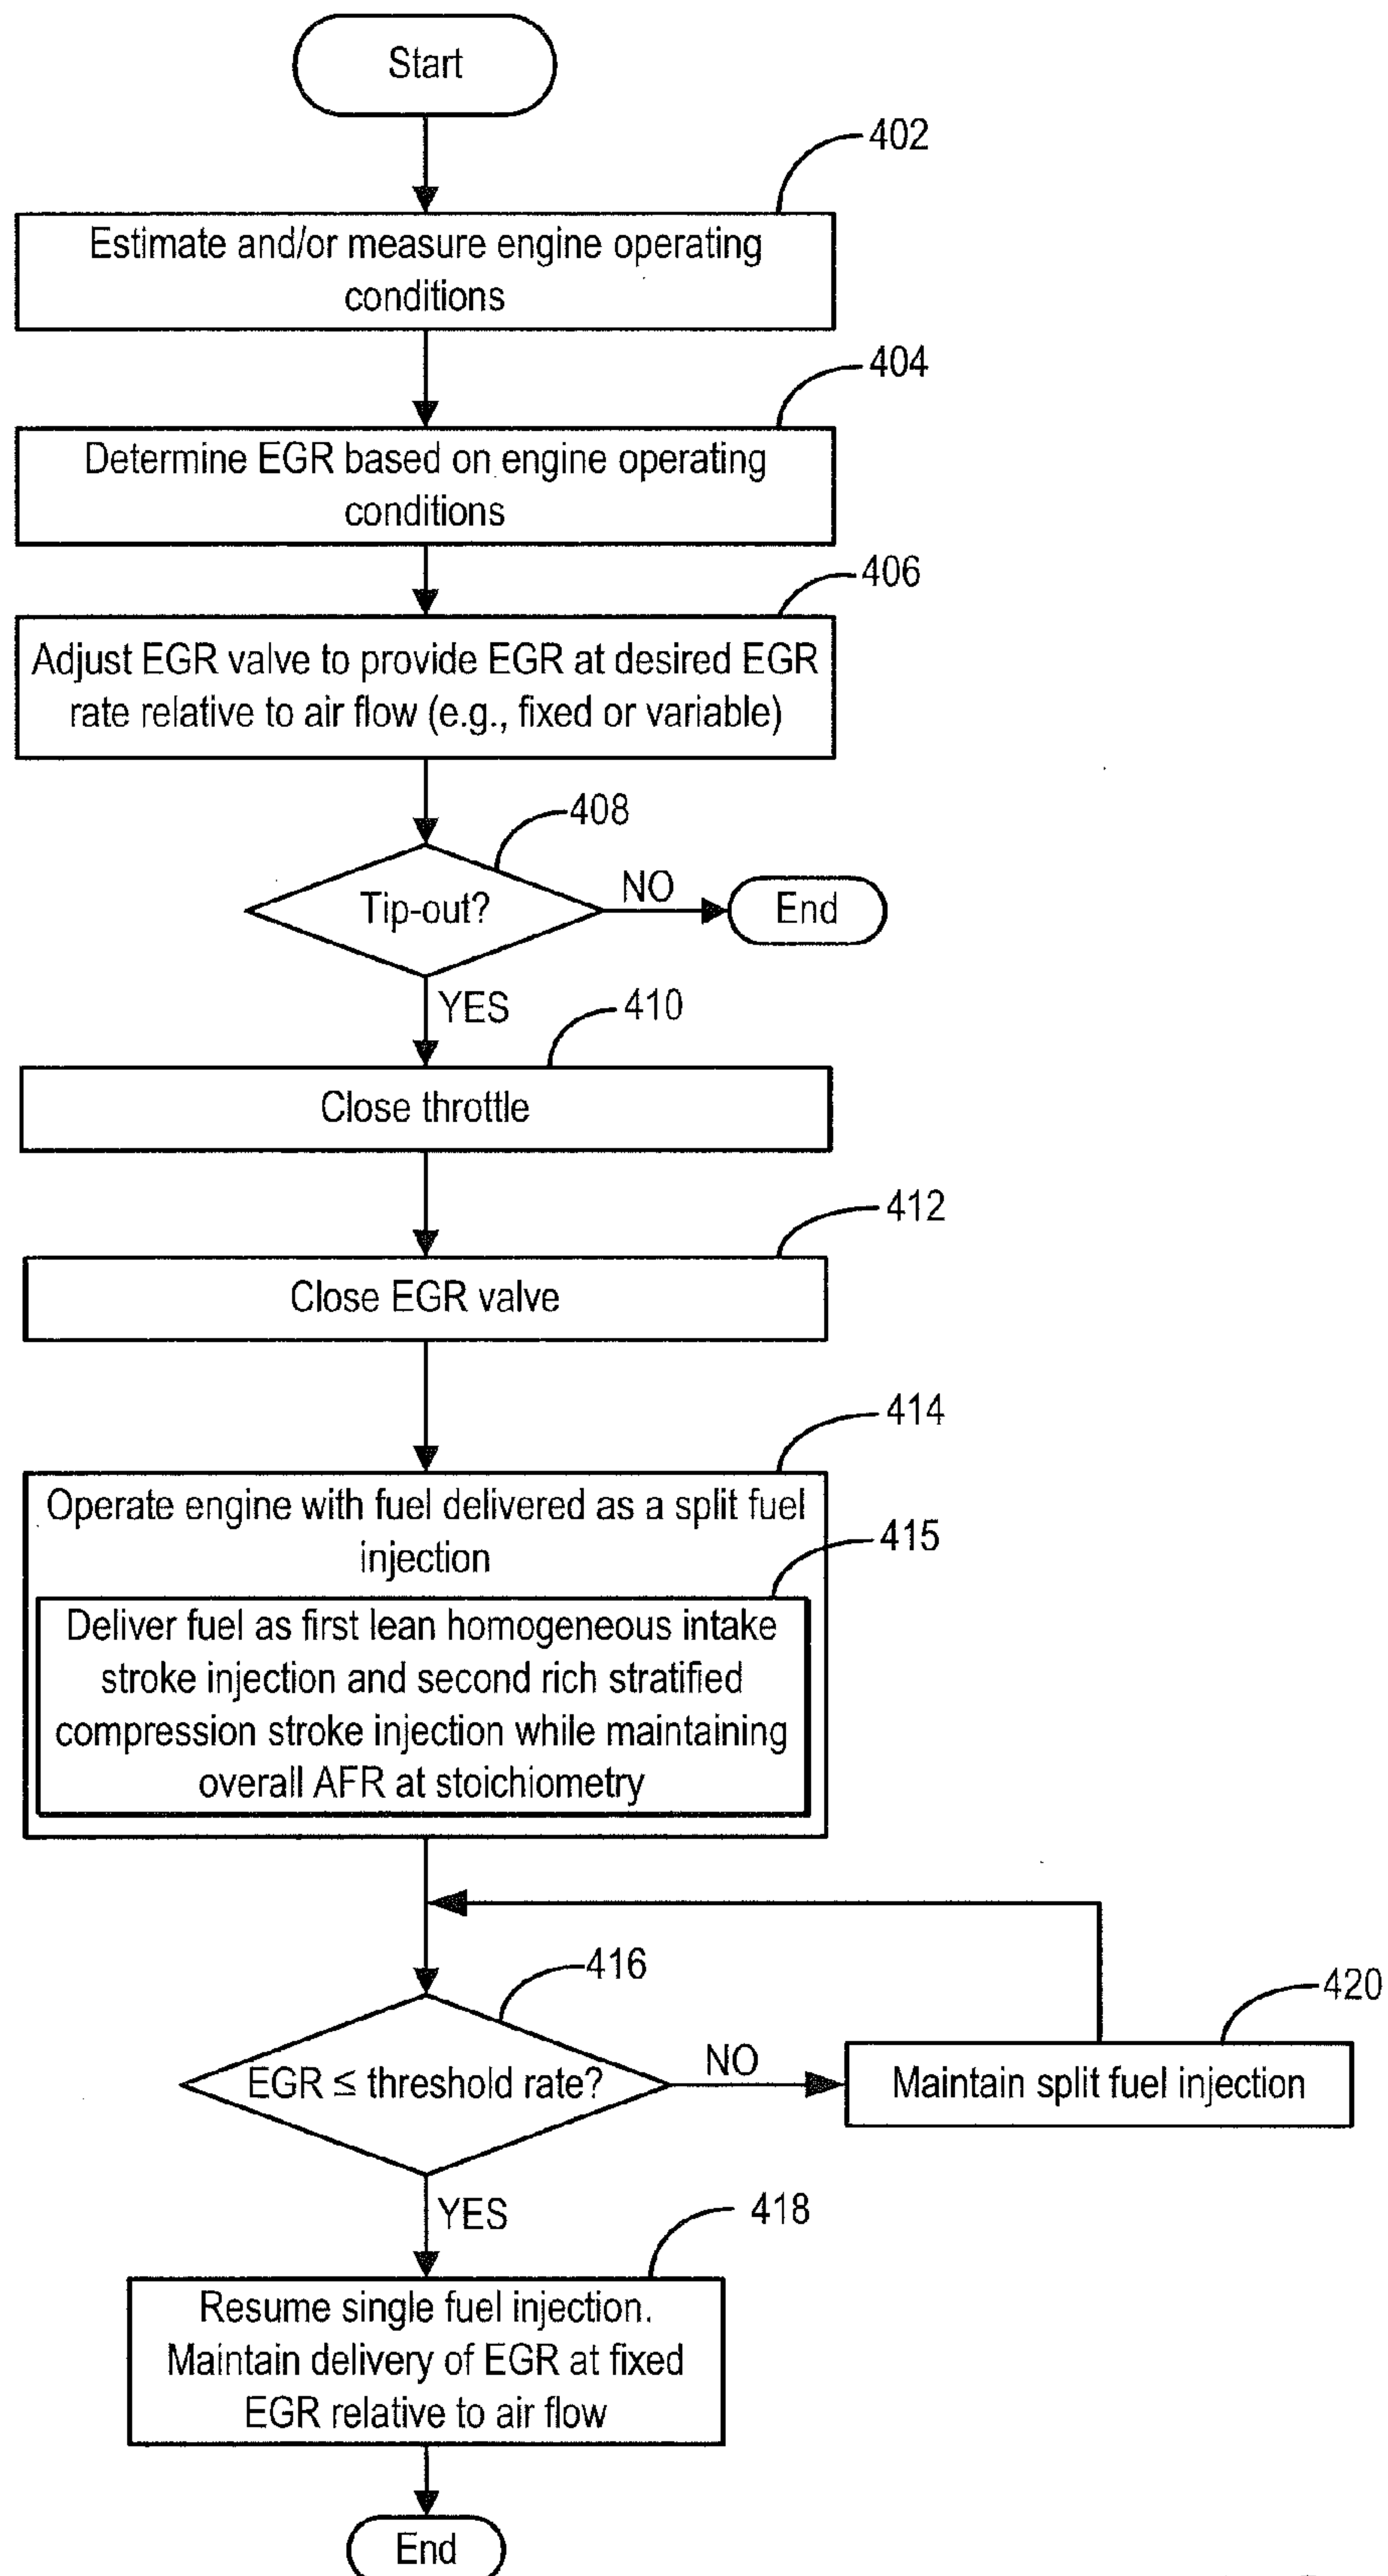 Start
402
Estimate and/or measure engine operating
conditions
404
Determine EGR based on engine operating
conditions
406
Adjust EGR valve to provide EGR at desired EGR
rate relative to air flow (e.g., fixed or variable)
408
Tip-out?
NO
End
YES
410
Close throttle
412
Close EGR valve
414
Operate engine with fuel delivered as a split fuel
injection
415
Deliver fuel as first lean homogeneous intake
stroke injection and second rich stratified
compression stroke injection while maintaining
overall AFR at stoichiometry
416
EGR ≤ threshold rate?
NO
420
Maintain split fuel injection
YES
418
Resume single fuel injection.
Maintain delivery of EGR at fixed
EGR relative to air flow
End